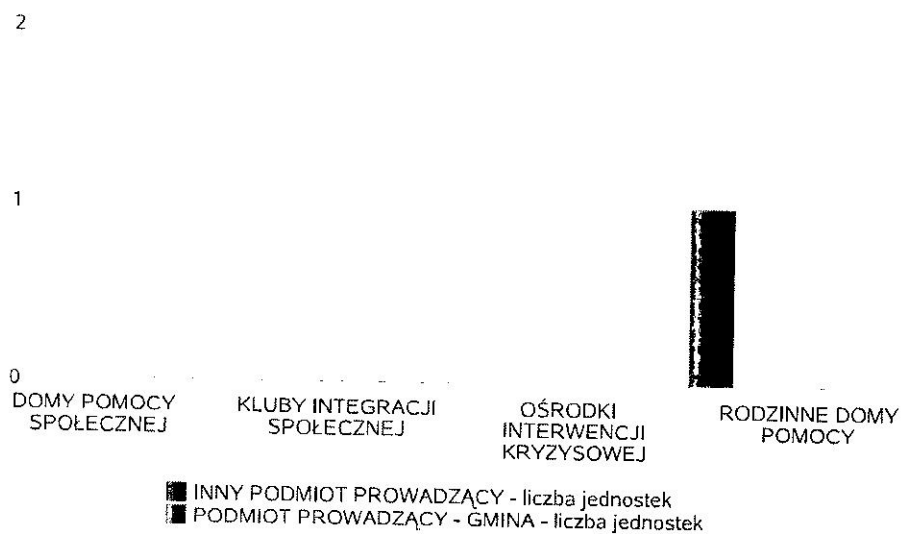 2
1
0
DOMY POMOCY
SPOŁECZNEJ
KLUBY INTEGRACJI
SPOŁECZNEJ
OŚRODKI
INTERWENCJI
KRYZYSOWEJ
RODZINNE DOMY
POMOCY
INNY PODMIOT PROWADZĄCY - liczba jednostek
PODMIOT PROWADZĄCY - GMINA - liczba jednostek